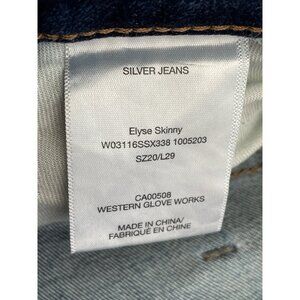 SILVER JEANS
Elyse Skinny
W03116SSX338 1005203
SZ20/L29
CA00508
WESTERN GLOVE WORKS
MADE IN CHINA/
FABRIQUÉ EN CHINE